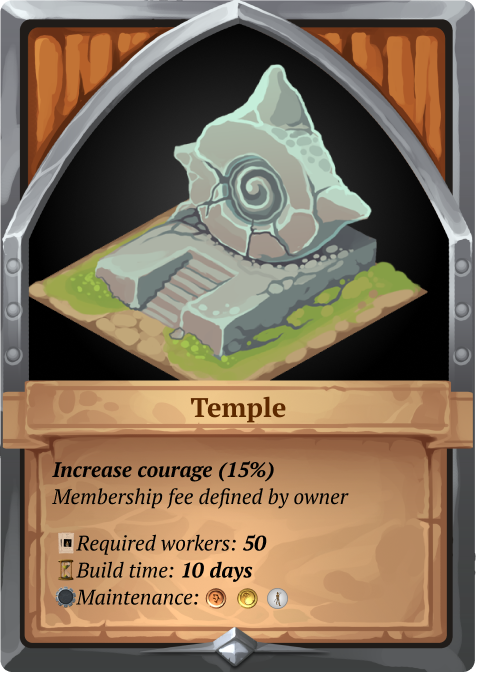 Temple
Increase courage (15%)
Membership fee defined by owner
Required workers: 50
Build time: 10 days
Maintenance: